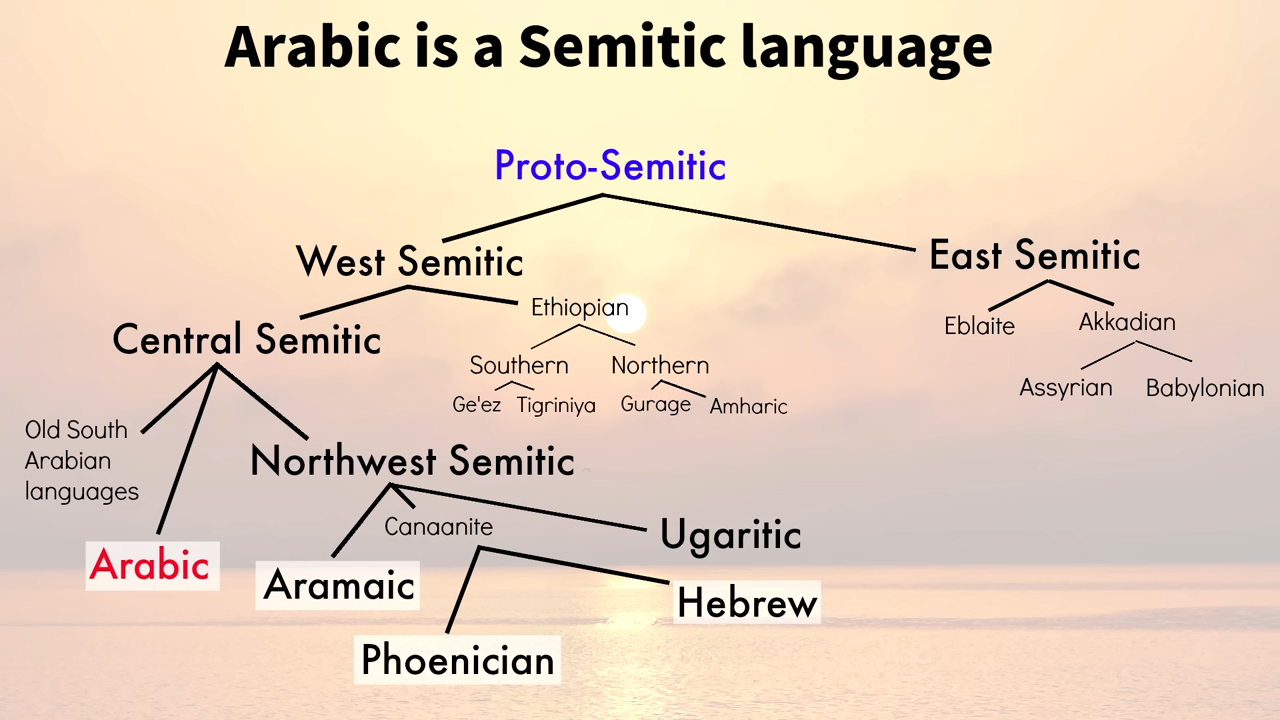 Arabic is a Semitic language
Proto-Semitic
West Semitic
East Semitic
Ethiopian
Eblaite
Akkadian
Central Semitic
Southern
Northern
Assyrian
Babylonian
Ge'ez
Tigriniya
Gurage
Amharic
Old South
Arabian
languages
Northwest Semitic
Canaanite
Ugaritic
Arabic
Aramaic
Hebrew
Phoenician